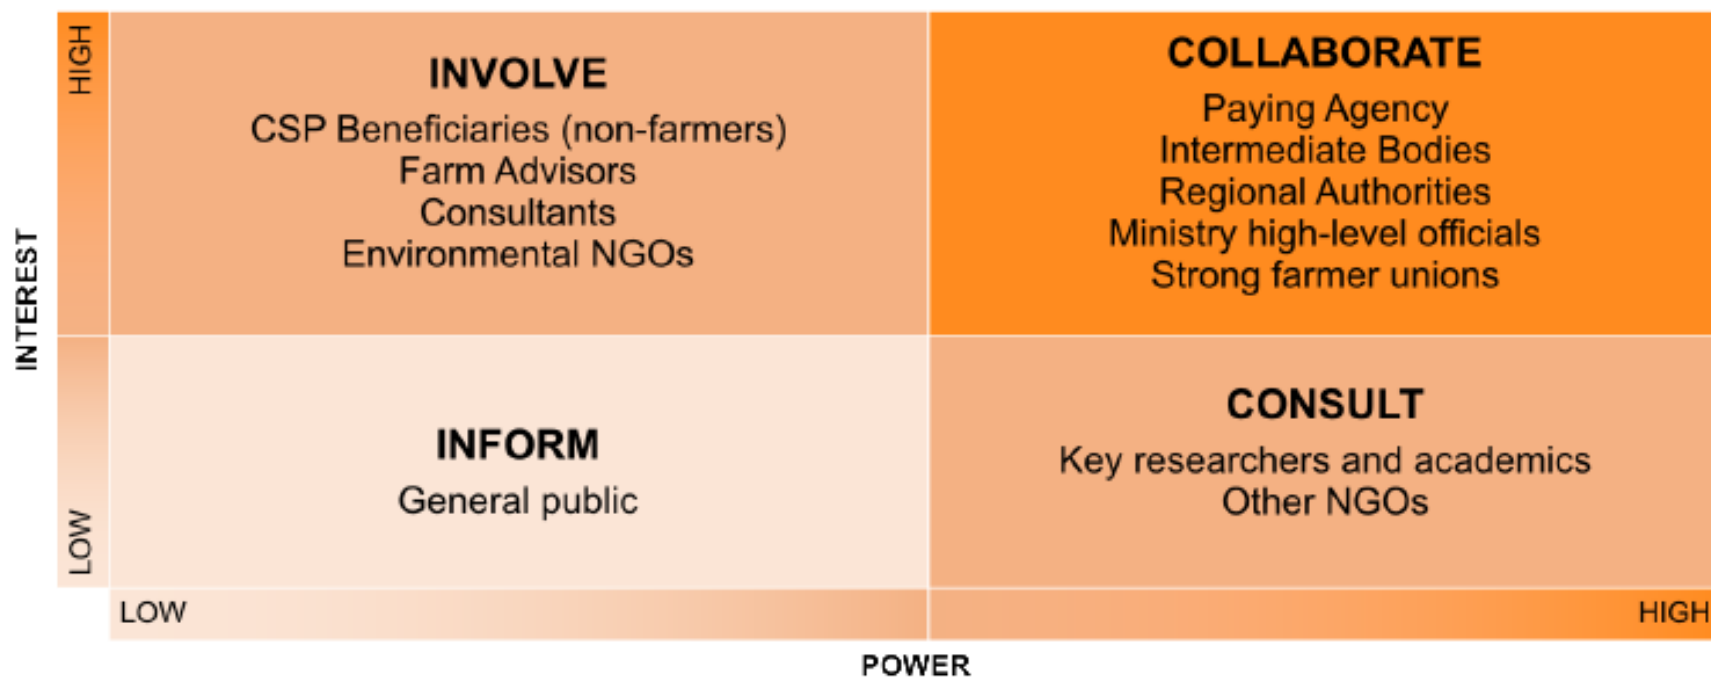 HIGH
INVOLVE
CSP Beneficiaries (non-farmers)
Farm Advisors
Consultants
Environmental NGOs
COLLABORATE
Paying Agency
Intermediate Bodies
Regional Authorities
Ministry high-level officials
Strong farmer unions
INTEREST
LOW
INFORM
General public
CONSULT
Key researchers and academics
Other NGOs
LOW
HIGH
POWER